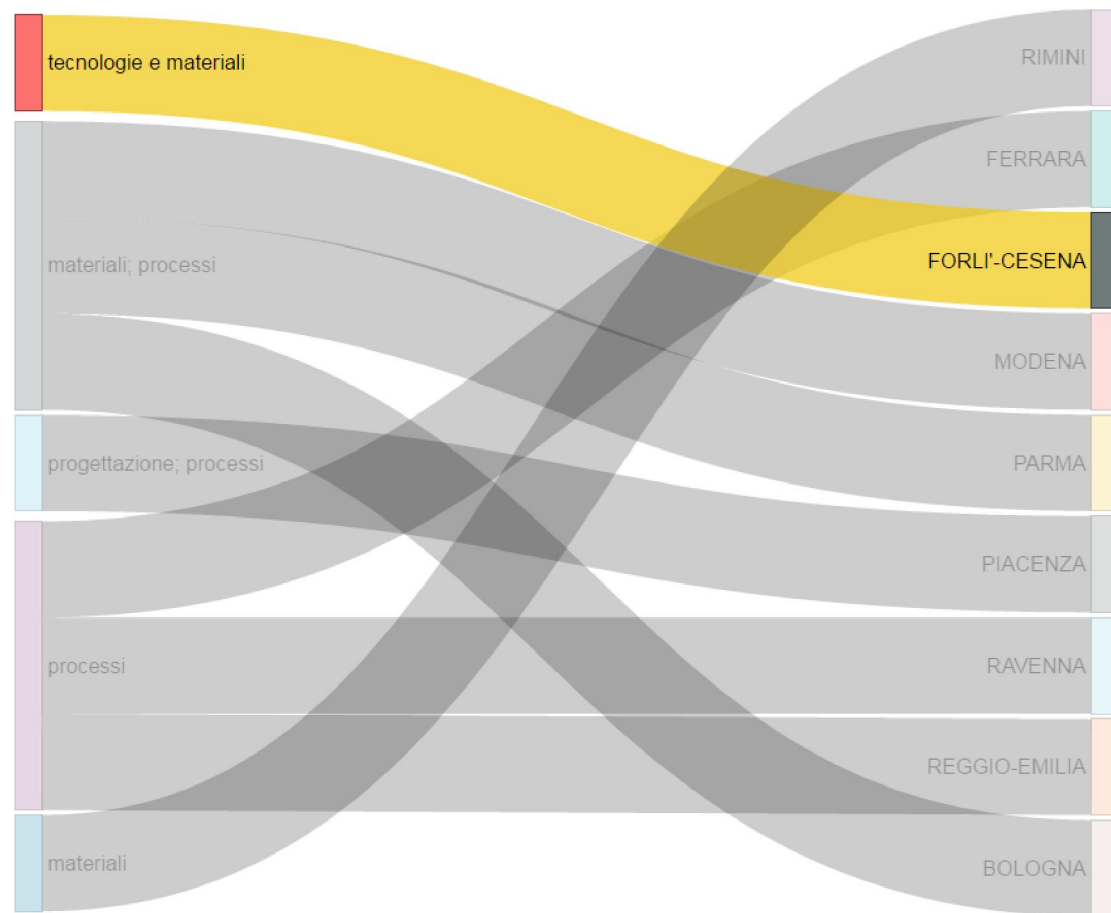 tecnologie e materiali
materiali; processi
progettazione; processi
processi
materiali
RIMINI
FERRARA
FORLI'-CESENA
MODENA
PARMA
PIACENZA
RAVENNA
REGGIO-EMILIA
BOLOGNA